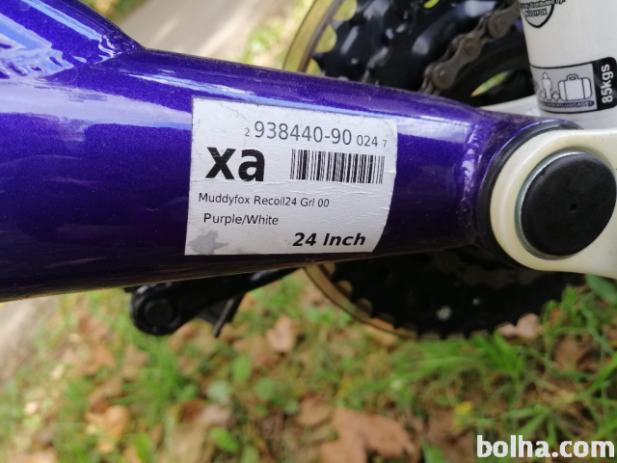 2 938440-90 024 7
xa
Muddyfox Recoil24 Grl 00
Purple/White
24 Inch
85kgs
bolha.com